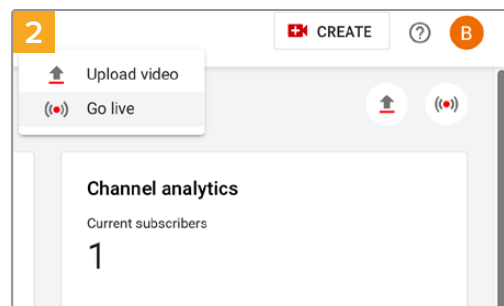 2
CREATE
B
Upload video
Go live
Channel analytics
Current subscribers
1